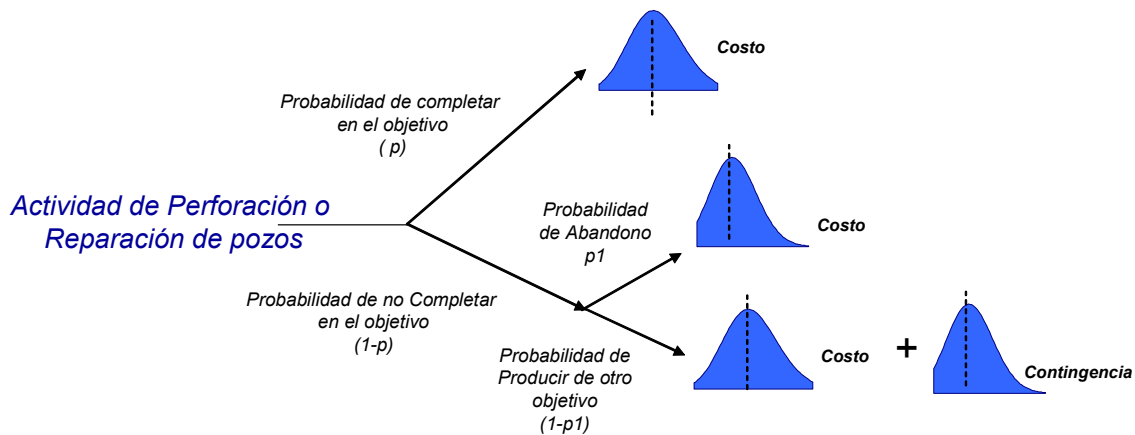 Costo
Probabilidad de completar
en el objetivo
( p)
Actividad de Perforación o
Reparación de pozos
Probabilidad
de Abandono
p1
Costo
Probabilidad de no Completar
en el objetivo
(1-p)
Probabilidad de
Producir de otro
objetivo
(1-p1)
Costo
+
Contingencia